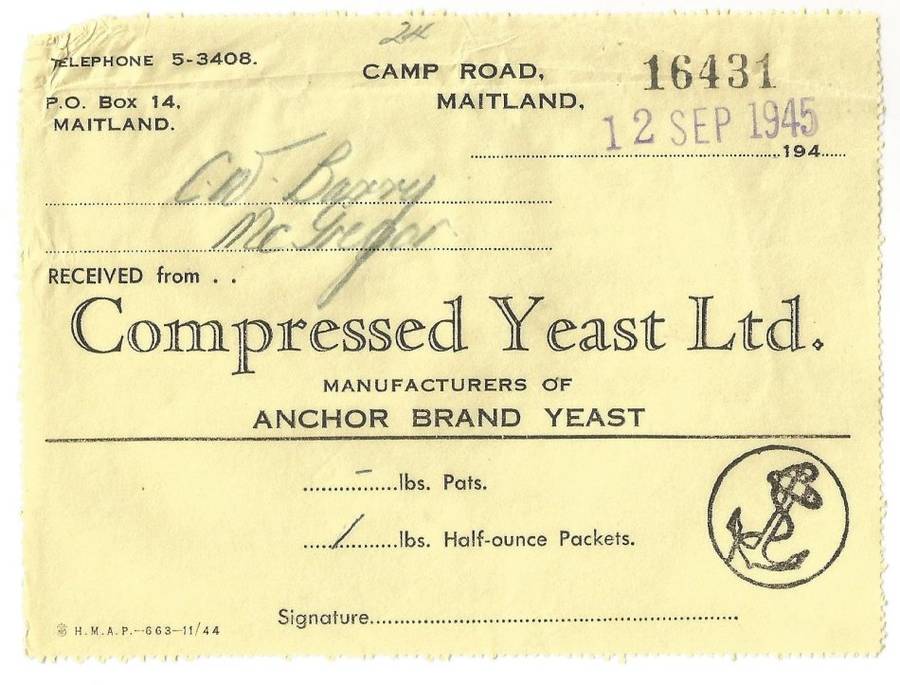 24
TELEPHONE 5-3408.
CAMP ROAD,
16431
P.O. Box 14,
MAITLAND,
MAITLAND.
12 SEP 1945
194
C.W. Barry
McGregor
RECEIVED from . .
Compressed Yeast Ltd.
MANUFACTURERS OF
ANCHOR BRAND YEAST
– lbs. Pats.
1 lbs. Half-ounce Packets.
Signature
H.M.A.P.—663—11/44